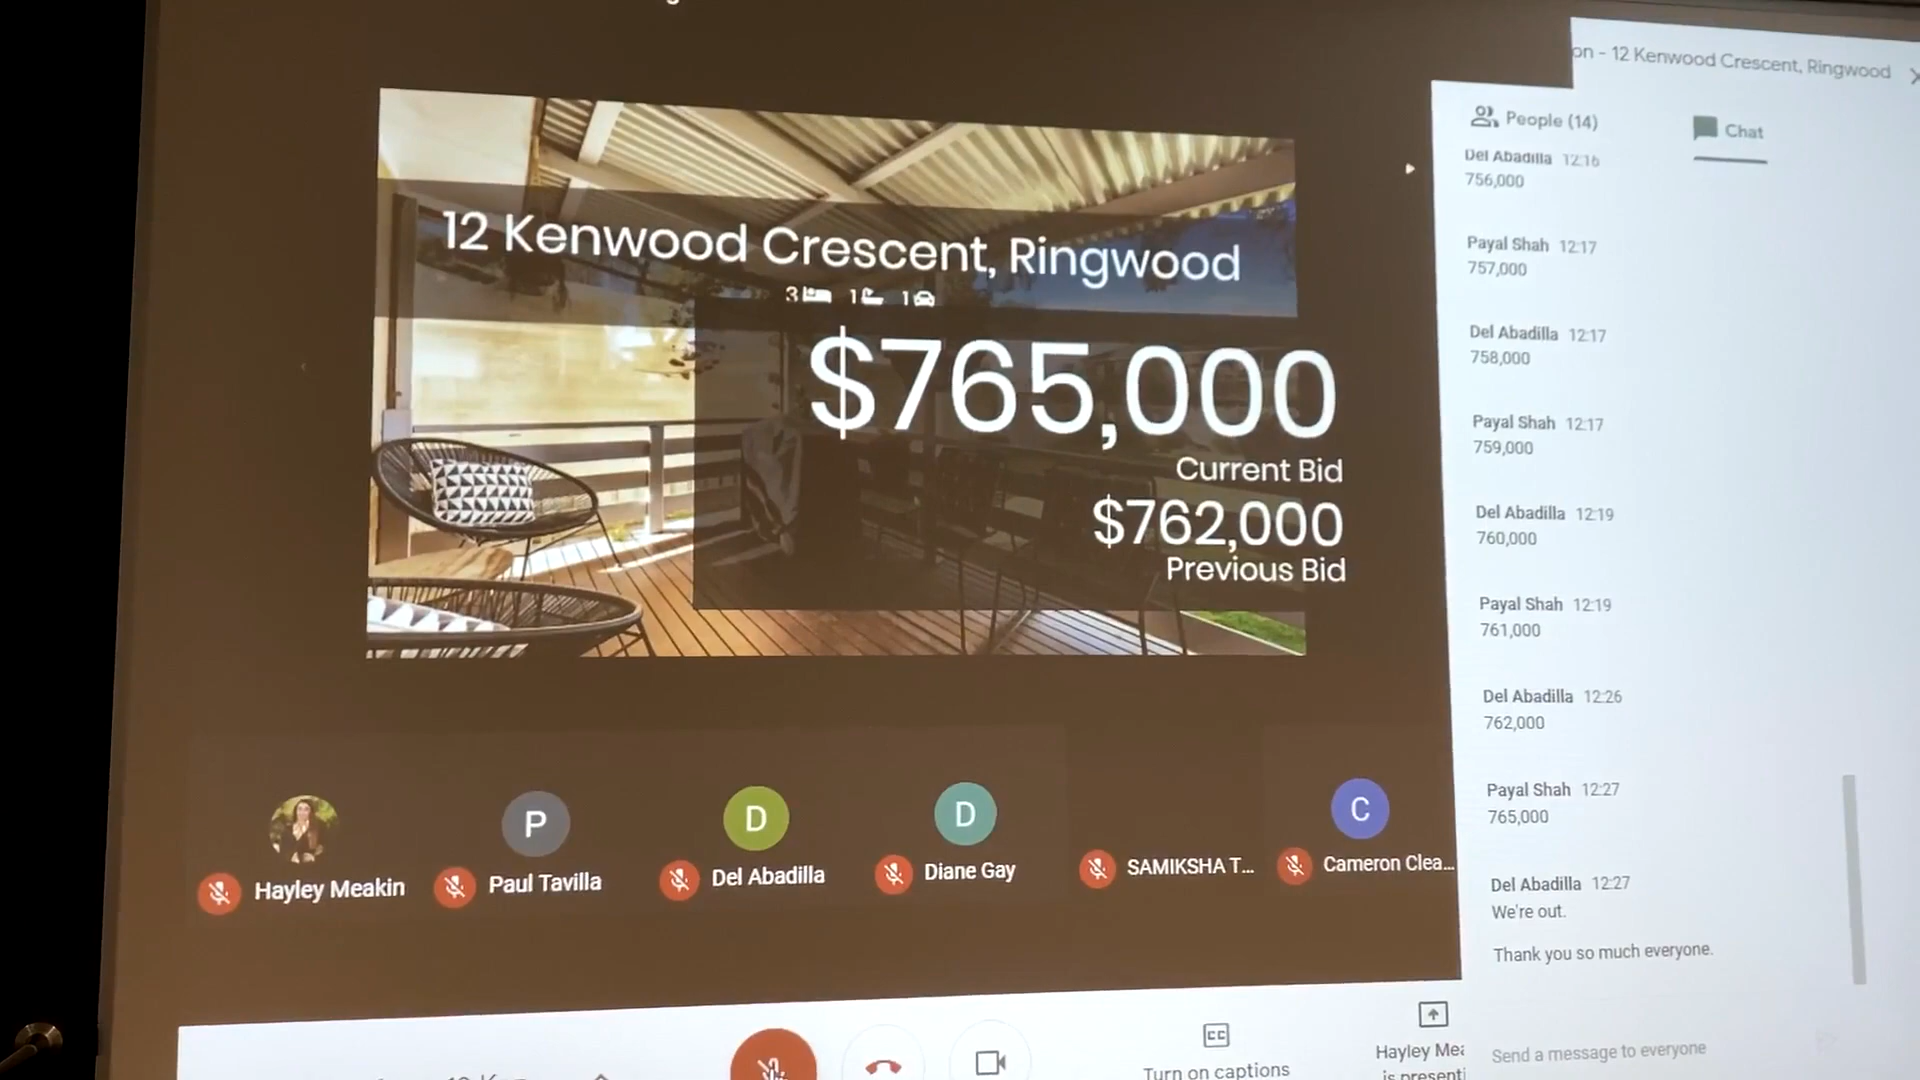 12 Kenwood Crescent, Ringwood
3 1 1
$765,000
Current Bid
$762,000
Previous Bid
Hayley Meakin
P
Paul Tavilla
D
Del Abadilla
D
Diane Gay
SAMIKSHA T...
C
Cameron Clea...
CC
Turn on captions
Hayley Mea
is presenti
on - 12 Kenwood Crescent, Ringwood
People (14)
Chat
Del Abadilla 12:16
756,000
Payal Shah 12:17
757,000
Del Abadilla 12:17
758,000
Payal Shah 12:17
759,000
Del Abadilla 12:19
760,000
Payal Shah 12:19
761,000
Del Abadilla 12:26
762,000
Payal Shah 12:27
765,000
Del Abadilla 12:27
We're out.
Thank you so much everyone.
Send a message to everyone